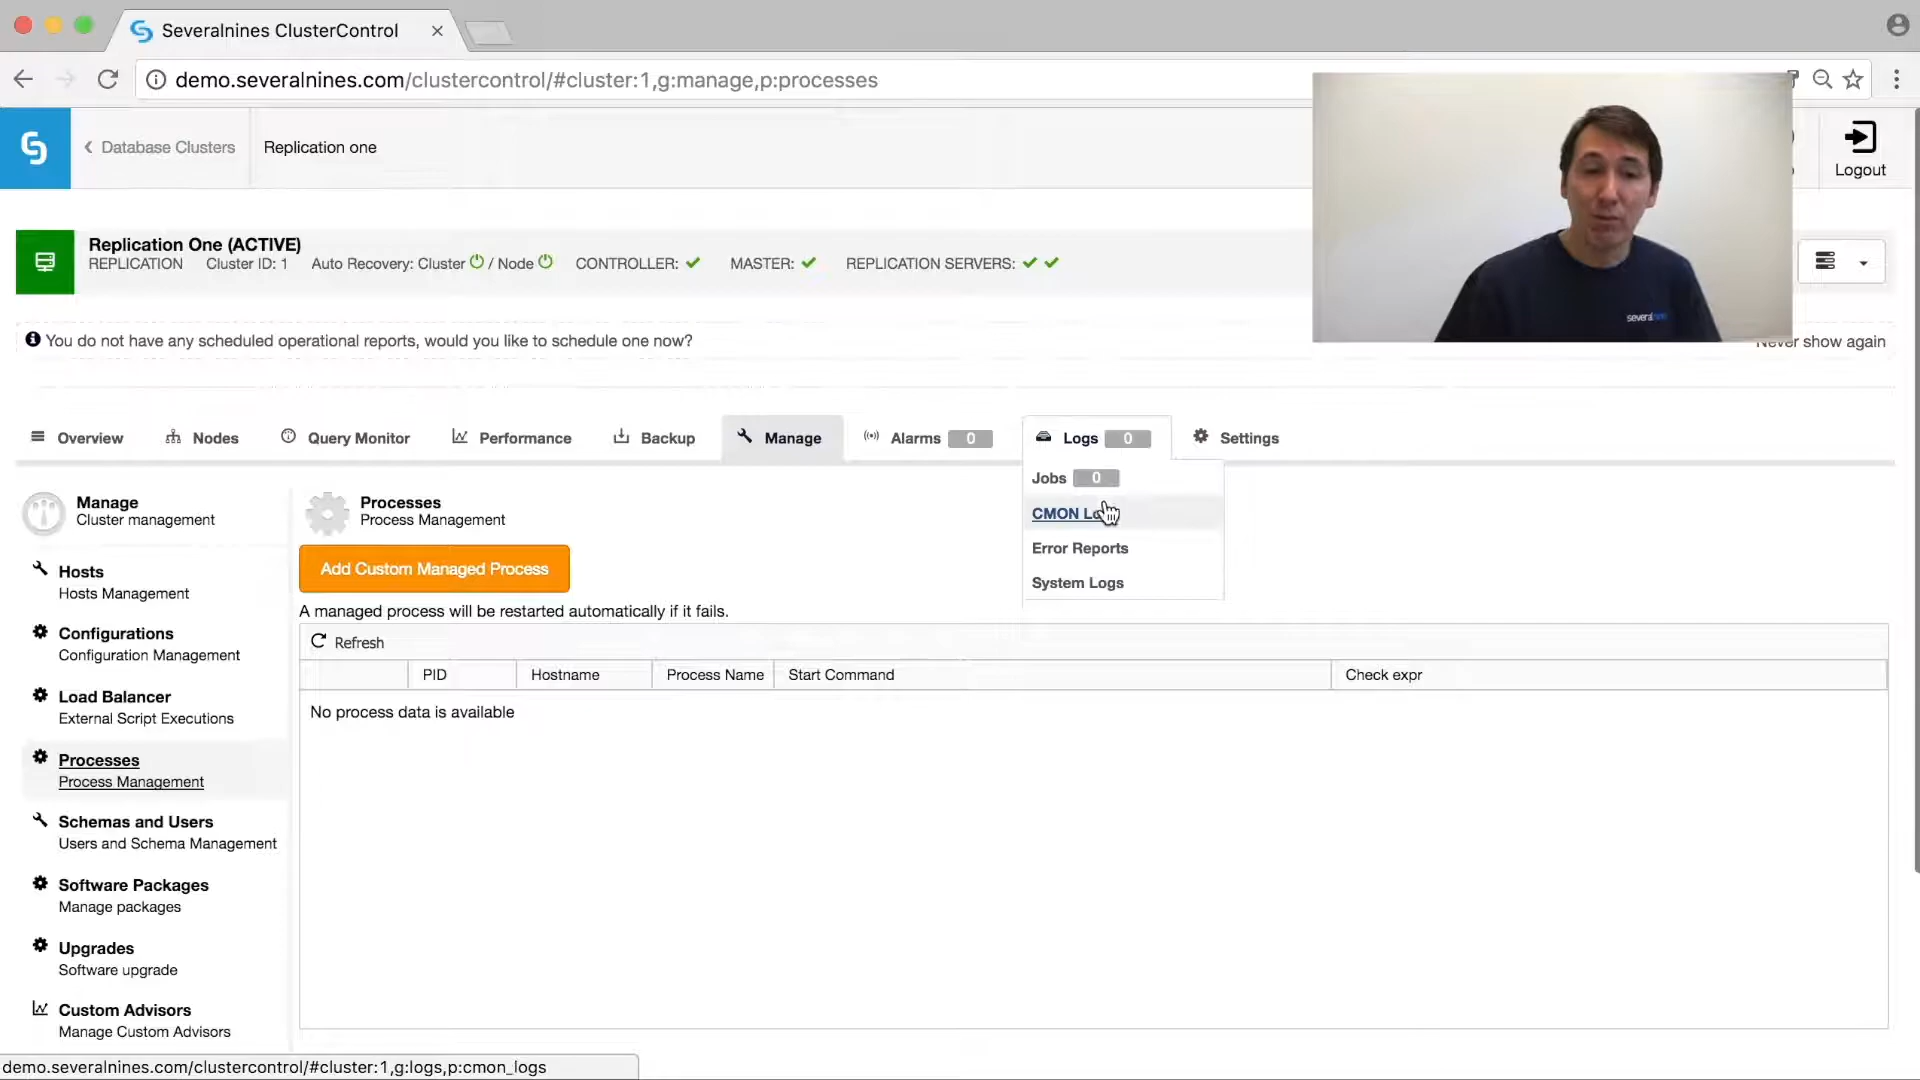 Severalnines ClusterControl
demo.severalnines.com/clustercontrol/#cluster:1,g:manage,p:processes
Database Clusters
Replication one
Logout
Replication One (ACTIVE)
REPLICATION Cluster ID: 1 Auto Recovery: Cluster / Node CONTROLLER: MASTER: REPLICATION SERVERS:
You do not have any scheduled operational reports, would you like to schedule one now?
Never show again
Overview Nodes Query Monitor Performance Backup Manage Alarms 0 Logs 0 Settings
Jobs 0
CMON
Error Reports
System Logs
Manage
Cluster management
Hosts
Hosts Management
Configurations
Configuration Management
Load Balancer
External Script Executions
Processes
Process Management
Schemas and Users
Users and Schema Management
Software Packages
Manage packages
Upgrades
Software upgrade
Custom Advisors
Manage Custom Advisors
Processes
Process Management
Add Custom Managed Process
A managed process will be restarted automatically if it fails.
Refresh
PID Hostname Process Name Start Command Check expr
No process data is available
demo.severalnines.com/clustercontrol/#cluster:1,g:logs,p:cmon_logs